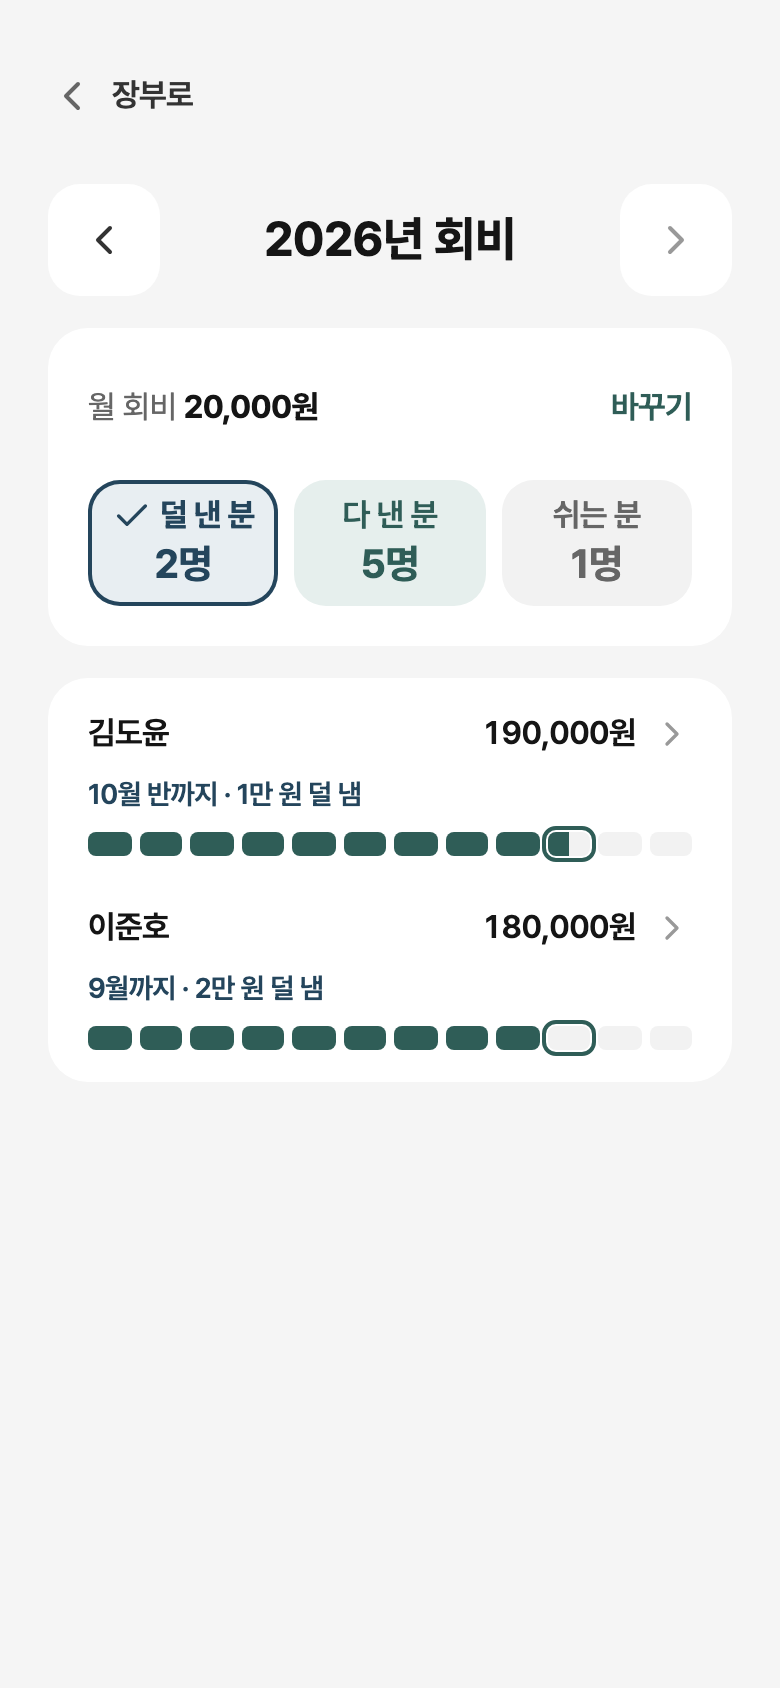 장부로
2026년 회비
월 회비 20,000원
바꾸기
덜 낸 분
2명
다 낸 분
5명
쉬는 분
1명
김도윤
190,000원
10월 반까지 · 1만 원 덜 냄
이준호
180,000원
9월까지 · 2만 원 덜 냄